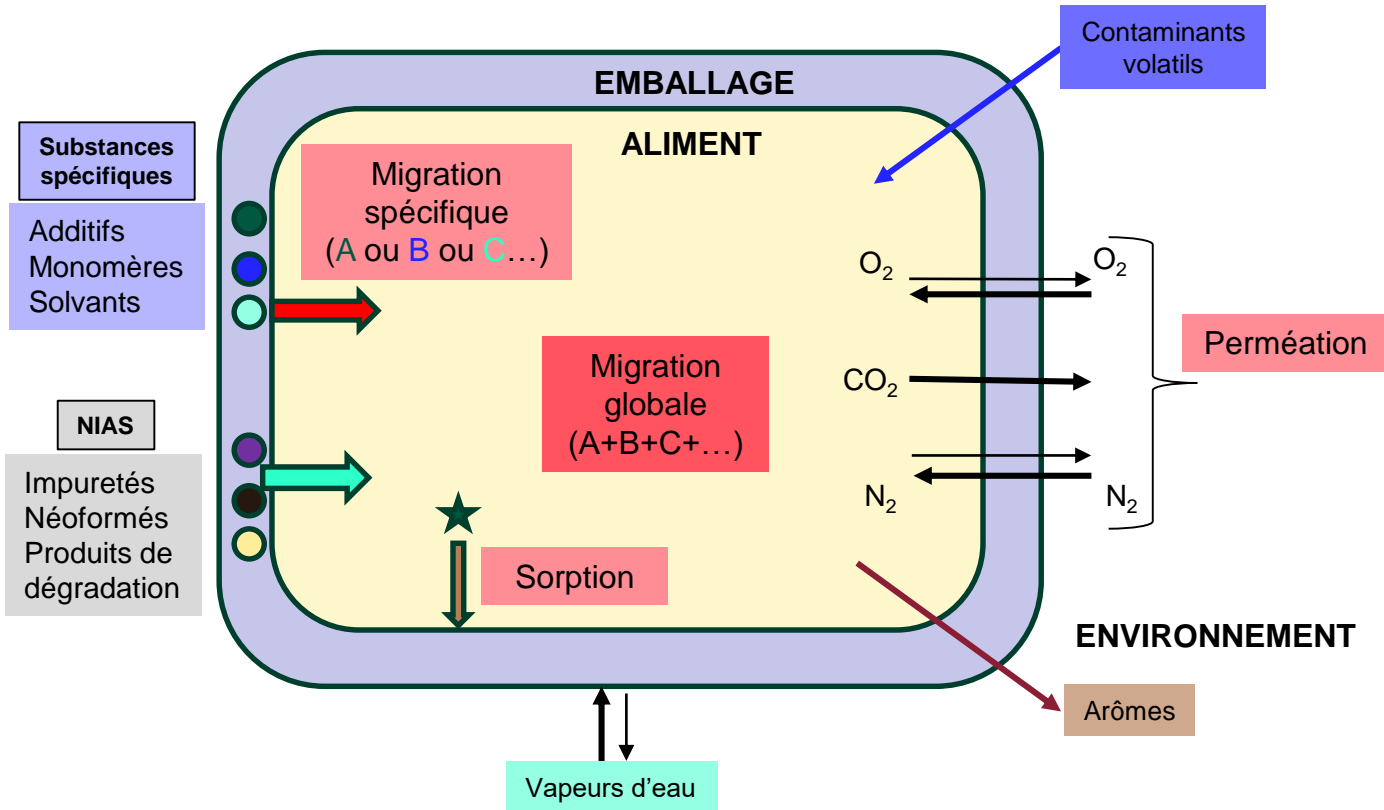 Contaminants
volatils
EMBALLAGE
ALIMENT
Substances
spécifiques
Additifs
Monomères
Solvants
Migration
spécifique
(A ou B ou C…)
O₂
O₂
Perméation
Migration
globale
(A+B+C+…)
CO₂
NIAS
Impuretés
Néoformés
Produits de
dégradation
N₂
N₂
Sorption
ENVIRONNEMENT
Arômes
Vapeurs d’eau